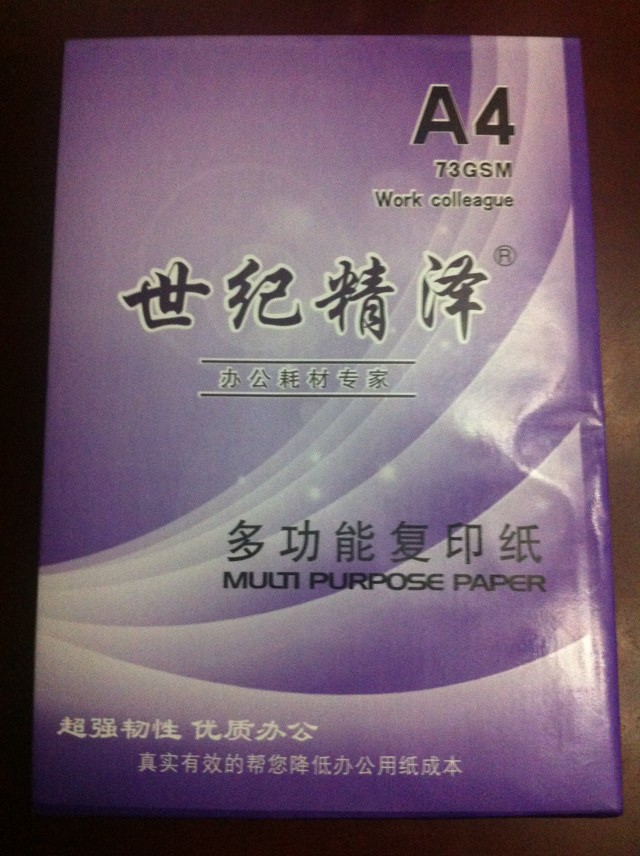 A4
73GSM
Work colleague
世纪精泽®
办公耗材专家
多功能复印纸
MULTI PURPOSE PAPER
超强韧性 优质办公
真实有效的帮您降低办公用纸成本